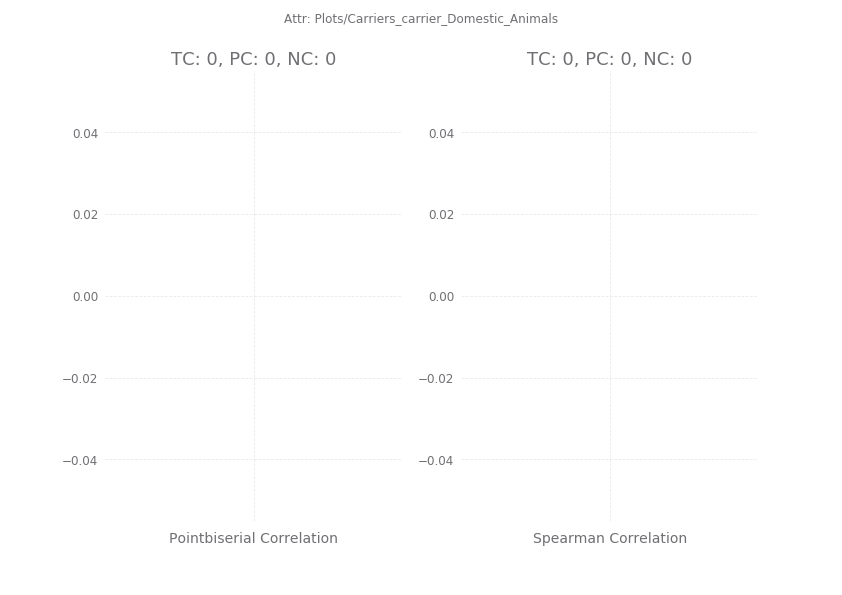 Attr: Plots/Carriers_carrier_Domestic_Animals
TC: 0, PC: 0, NC: 0
0.04
0.02
0.00
−0.02
−0.04
Pointbiserial Correlation
TC: 0, PC: 0, NC: 0
0.04
0.02
0.00
−0.02
−0.04
Spearman Correlation